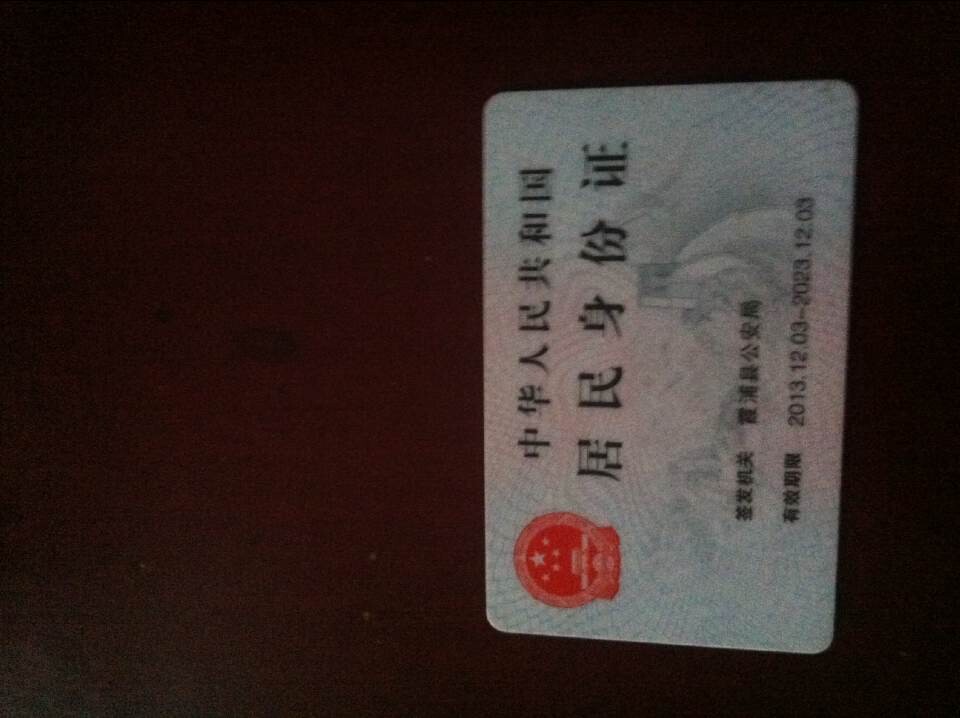 中华人民共和国
居民身份证
签发机关 霞浦县公安局
有效期限 2013.12.03-2023.12.03